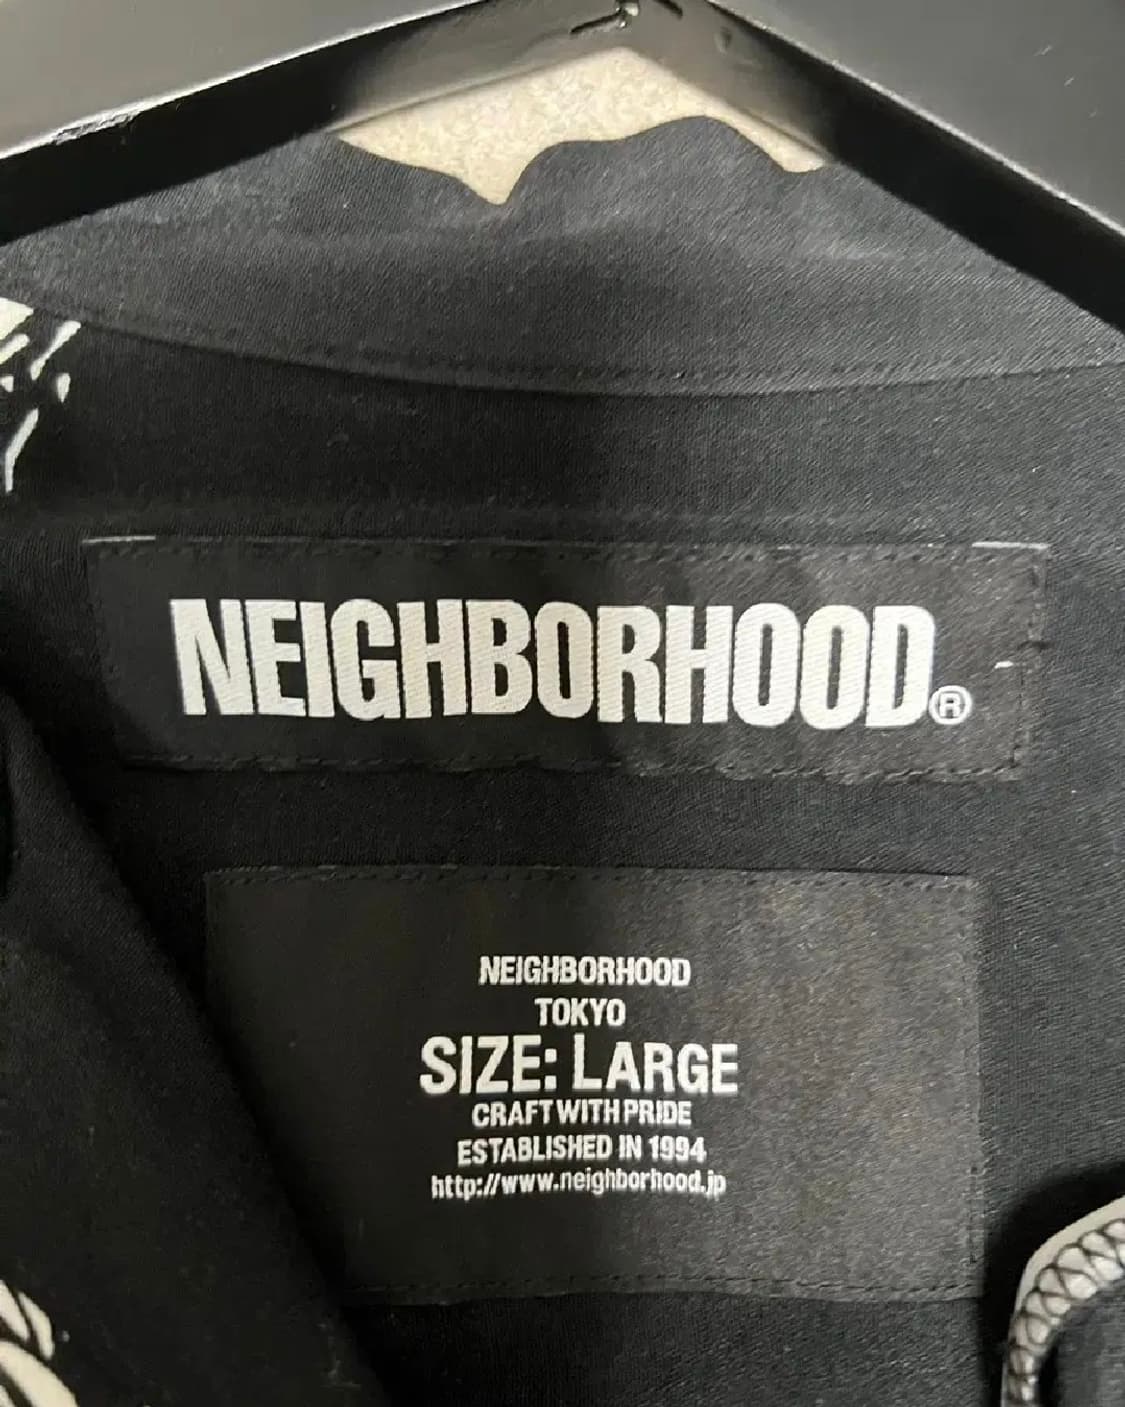 NEIGHBORHOOD®
NEIGHBORHOOD
TOKYO
SIZE: LARGE
CRAFT WITH PRIDE
ESTABLISHED IN 1994
http://www.neighborhood.jp